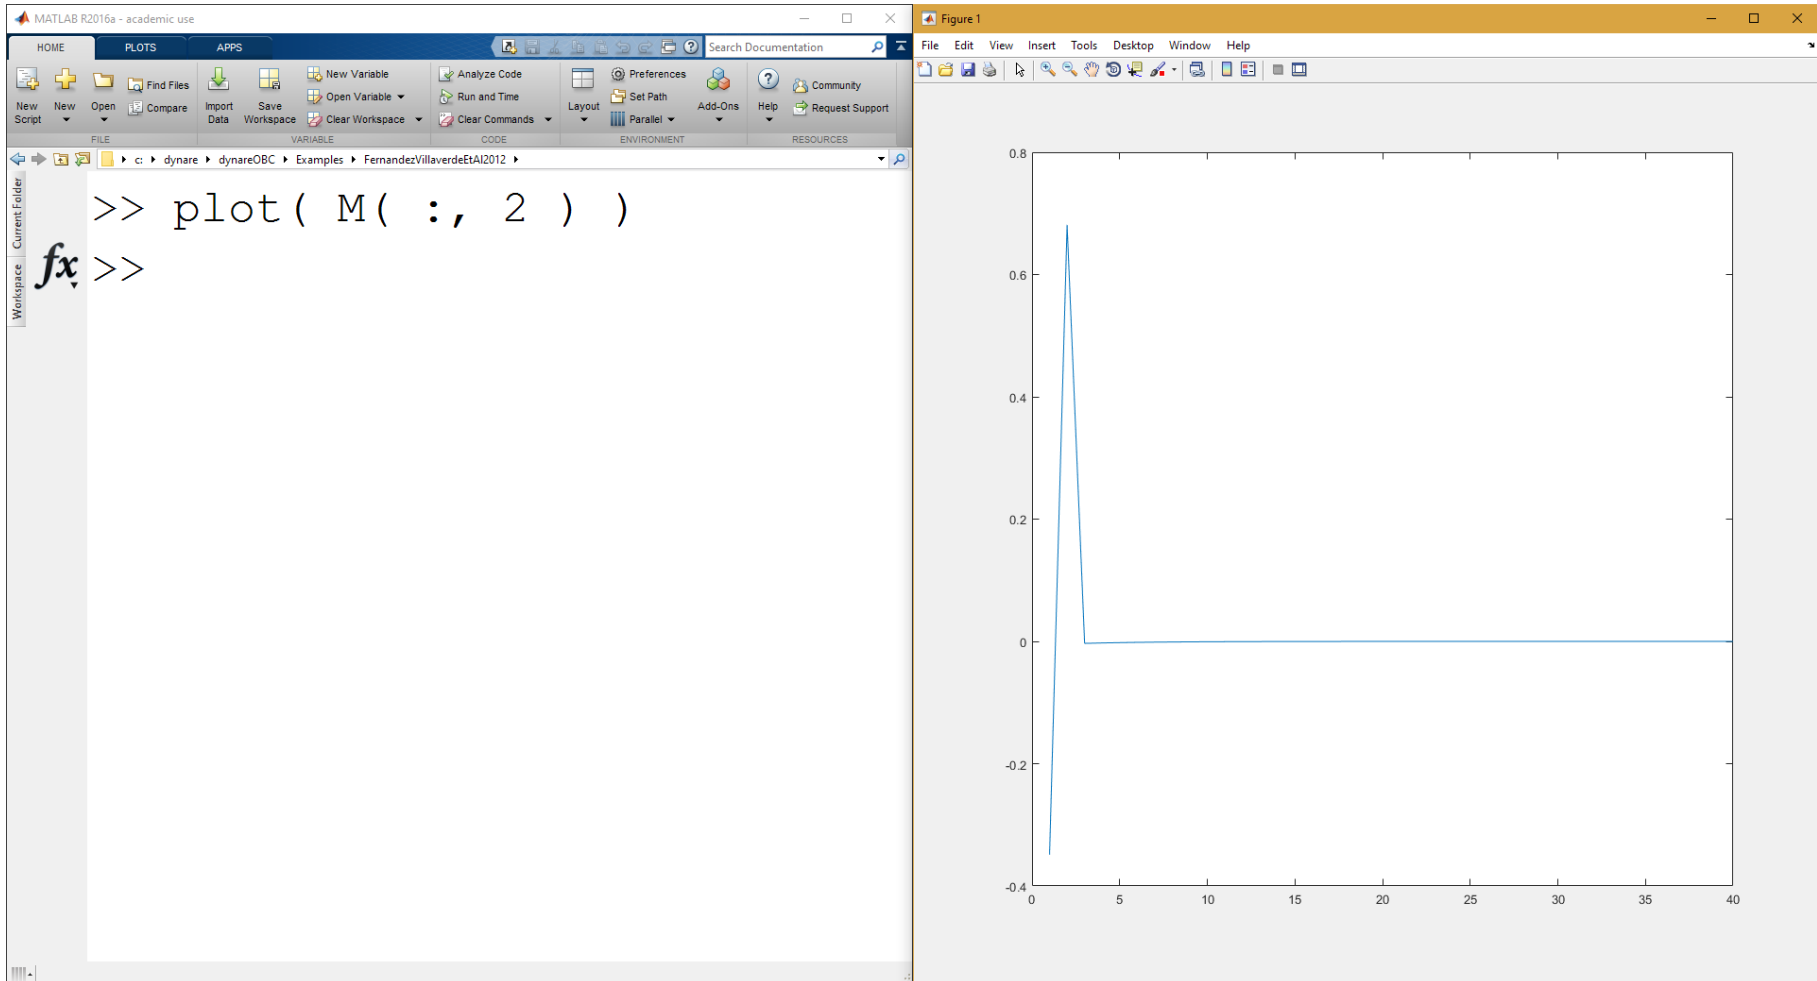 MATLAB R2016a - academic use
HOME PLOTS APPS
Search Documentation
New Script
New
Open
Find Files
Compare
FILE
Import Data
Save Workspace
New Variable
Open Variable
Clear Workspace
VARIABLE
Analyze Code
Run and Time
Clear Commands
CODE
Layout
Preferences
Set Path
Parallel
Add-Ons
ENVIRONMENT
Help
Community
Request Support
RESOURCES
c: dynare dynareOBC Examples FernandezVillaverdeEtAl2012
Current Folder
Workspace
>> plot( M( :, 2 ) )
fx >>
Figure 1
File Edit View Insert Tools Desktop Window Help
0.8
0.6
0.4
0.2
0
-0.2
-0.4
0 5 10 15 20 25 30 35 40